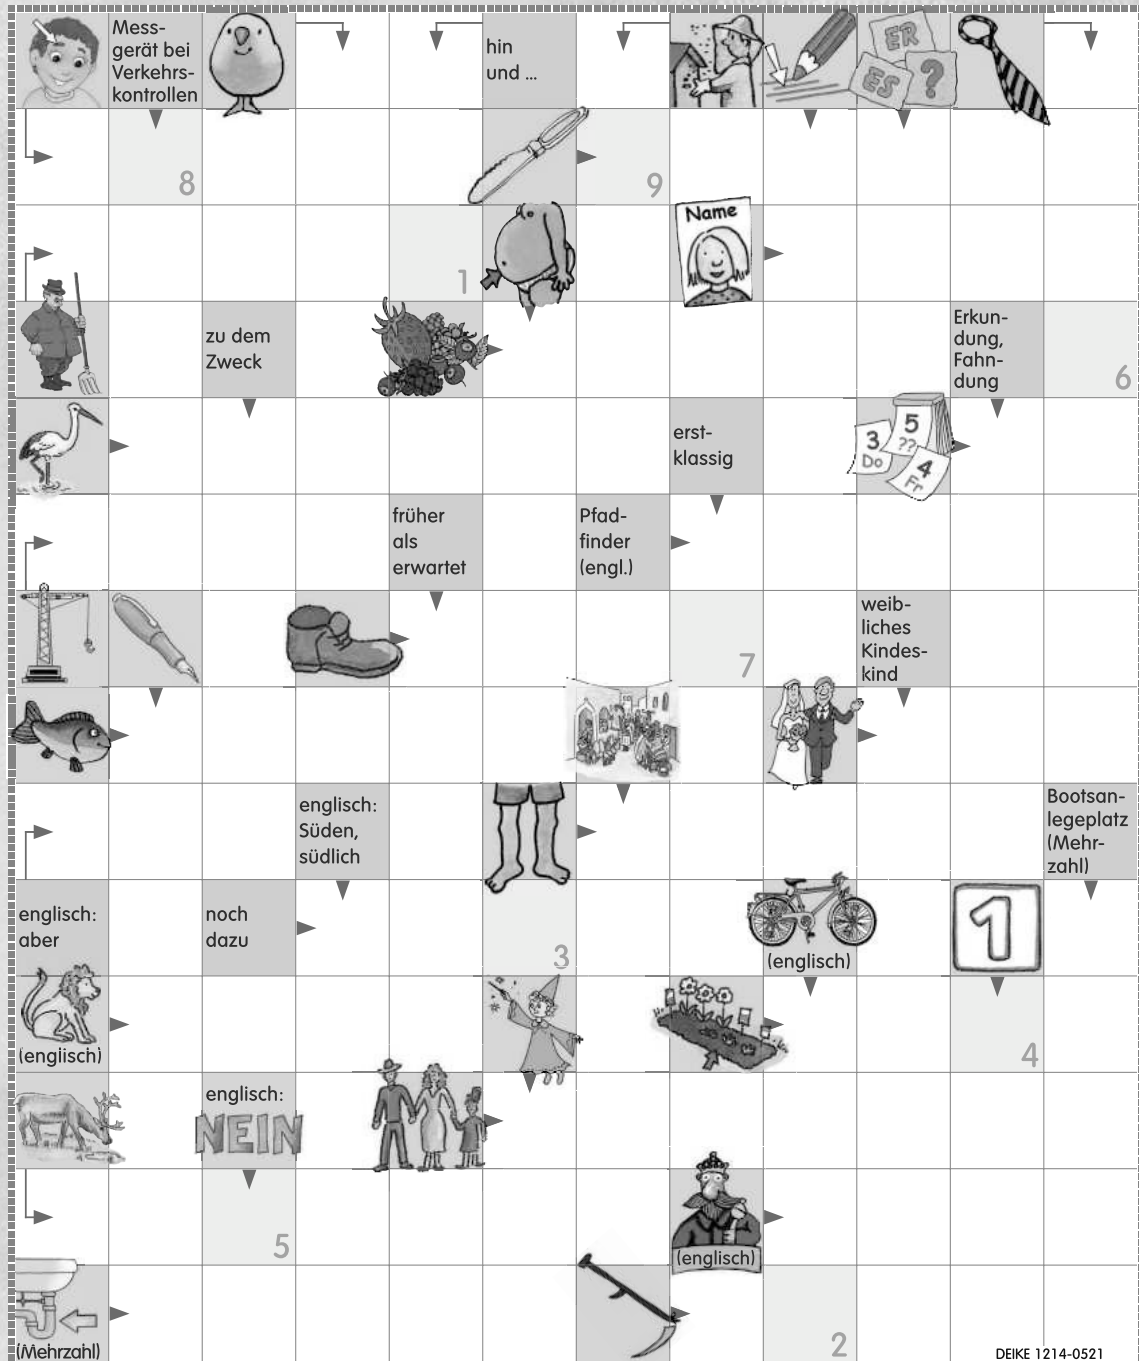 Mess-
gerät bei
Verkehrs-
kontrollen
hin
und ...
ER
ES
?
8
9
1
Name
zu dem
Zweck
Erkun-
dung,
Fahn-
dung
6
erst-
klassig
3
Do
5
??
4
Fr
früher
als
erwartet
Pfad-
finder
(engl.)
7
weib-
liches
Kindes-
kind
englisch:
Süden,
südlich
Bootsan-
legeplatz
(Mehr-
zahl)
englisch:
aber
noch
dazu
3
(englisch)
1
(englisch)
4
englisch:
NEIN
5
(englisch)
(Mehrzahl)
2
DEIKE 1214-0521